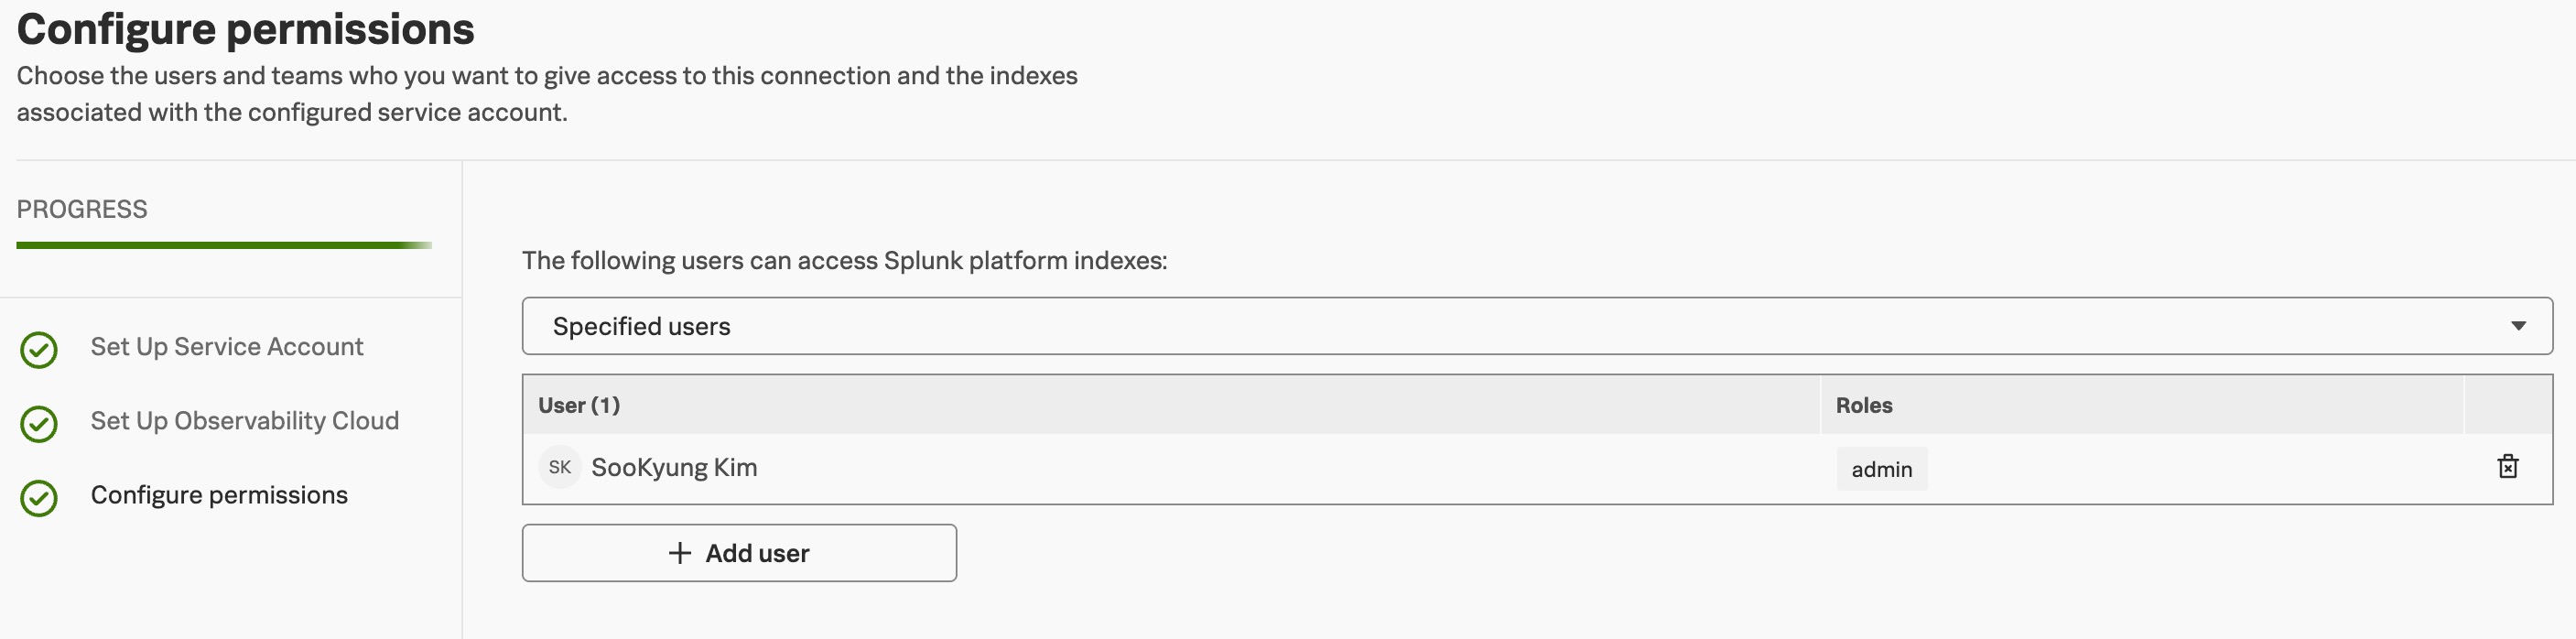 Configure permissions
Choose the users and teams who you want to give access to this connection and the indexes
associated with the configured service account.
PROGRESS
Set Up Service Account
Set Up Observability Cloud
Configure permissions
The following users can access Splunk platform indexes:
Specified users
User (1) Roles
SK SooKyung Kim admin
+ Add user